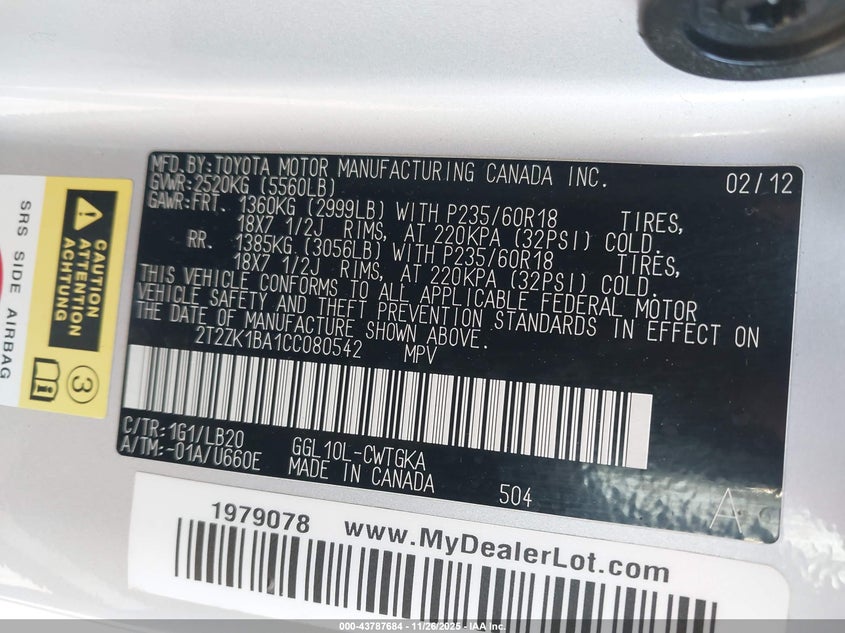 MFD. BY: TOYOTA MOTOR MANUFACTURING CANADA INC. 02/12
GVWR: 2520KG (5560LB)
GAWR: FRT. 1360KG (2999LB) WITH P235/60R18 TIRES,
18X7 1/2J RIMS, AT 220KPA (32PSI) COLD.
RR. 1385KG (3056LB) WITH P235/60R18 TIRES,
18X7 1/2J RIMS, AT 220KPA (32PSI) COLD.
THIS VEHICLE CONFORMS TO ALL APPLICABLE FEDERAL MOTOR
VEHICLE SAFETY AND THEFT PREVENTION STANDARDS IN EFFECT ON
THE DATE OF MANUFACTURE SHOWN ABOVE.
2T2ZK1BA1CC080542 MPV
C/TR: 1G1/LB20 GGL10L-CWTGKA
A/TM: -01A/U660E MADE IN CANADA 504 A
CAUTION
ATTENTION
ACHTUNG
3
SRS SIDE AIRBAG
1979078 www.MyDealerLot.com
000-43787684 - 11/26/2025 - IAA Inc.